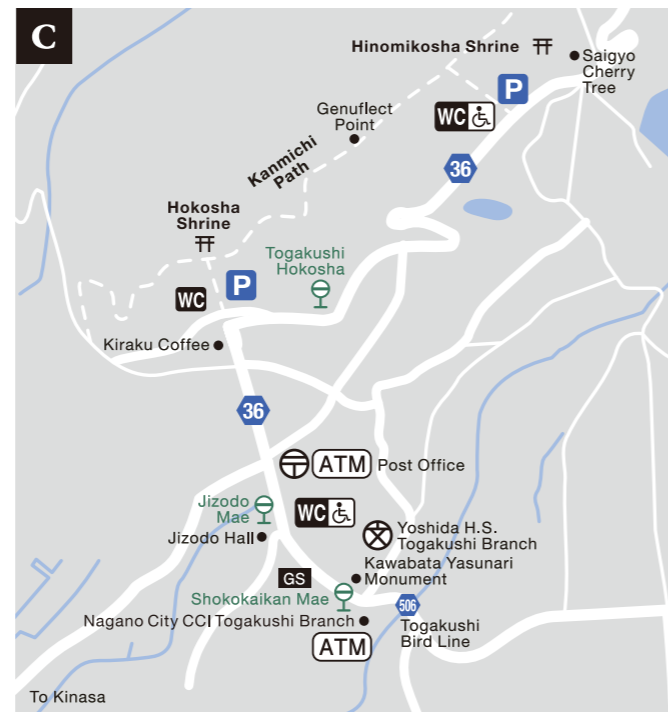 C
Hinomikosha Shrine
Saigyo
Cherry
Tree
P
WC
Genuflect
Point
Kanmichi
Path
36
Hokosha
Shrine
Togakushi
Hokosha
P
WC
Kiraku Coffee
36
ATM Post Office
Jizodo
Mae
WC
Jizodo Hall
Yoshida H.S.
Togakushi Branch
Kawabata Yasunari
Monument
GS
Shokokaikan Mae
506
Nagano City CCI Togakushi Branch
Togakushi
Bird Line
ATM
To Kinasa